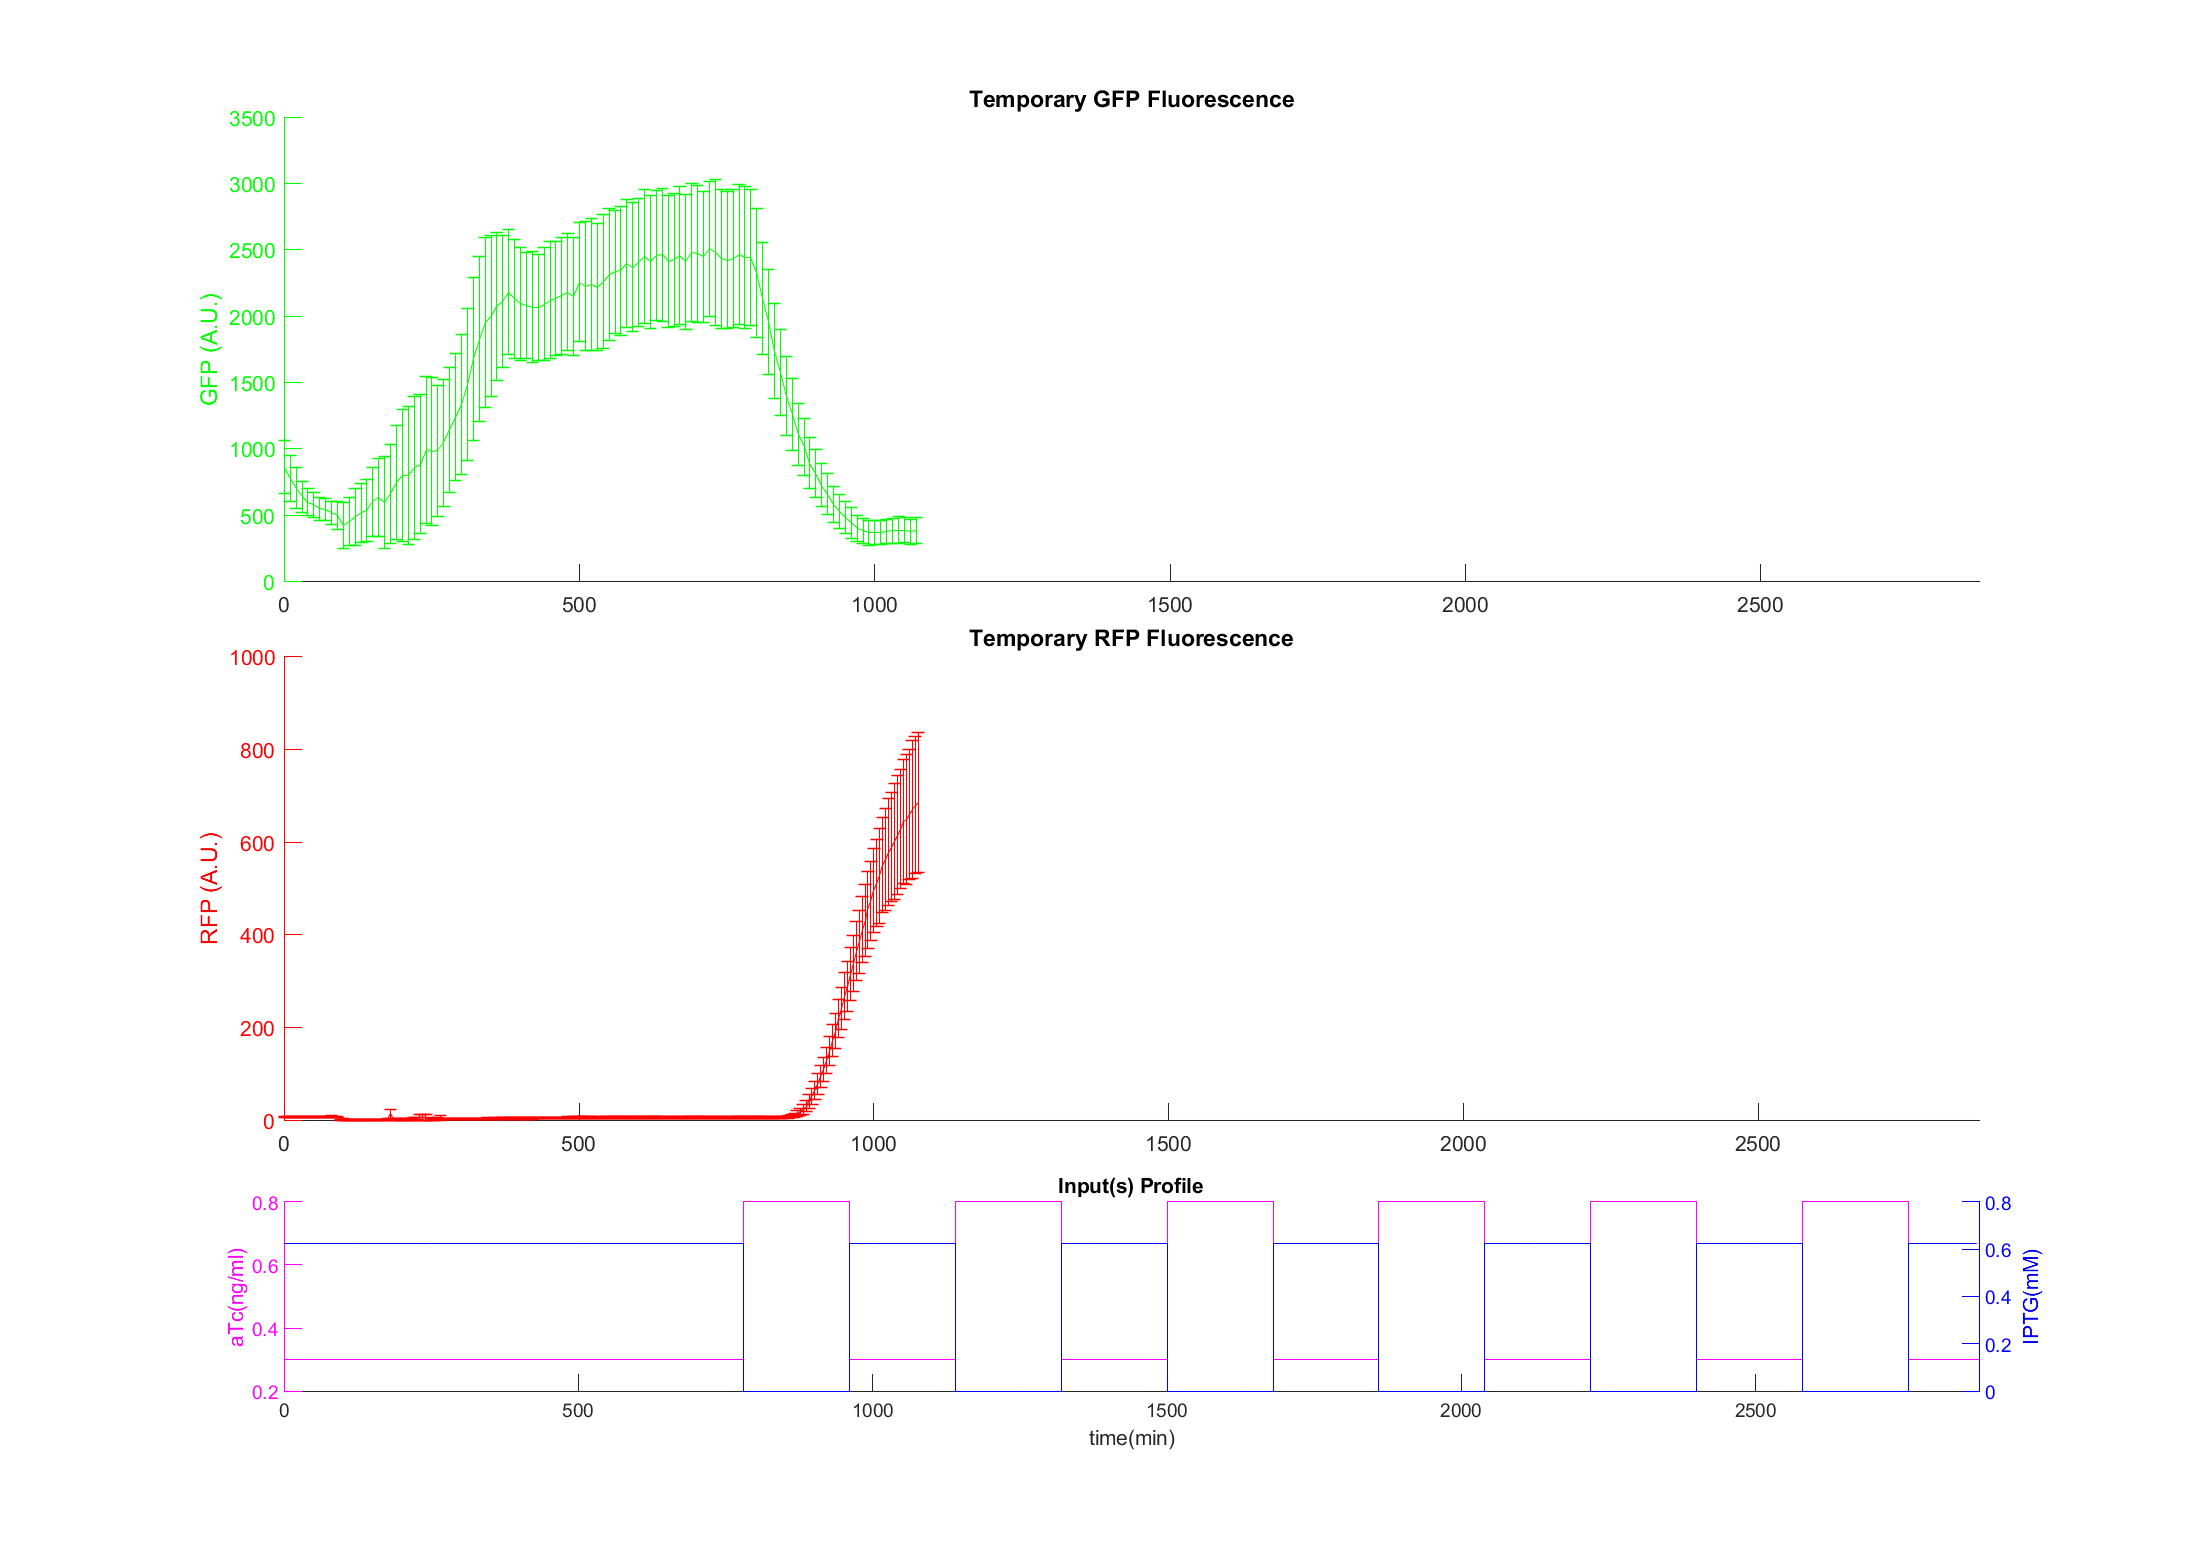 Temporary GFP Fluorescence
3500
3000
2500
2000
1500
1000
500
0
GFP (A.U.)
0 500 1000 1500 2000 2500
Temporary RFP Fluorescence
1000
800
600
400
200
0
RFP (A.U.)
0 500 1000 1500 2000 2500
Input(s) Profile
0.8
0.6
0.4
0.2
aTc(ng/ml)
0.8
0.6
0.4
0.2
0
IPTG(mM)
0 500 1000 1500 2000 2500
time(min)